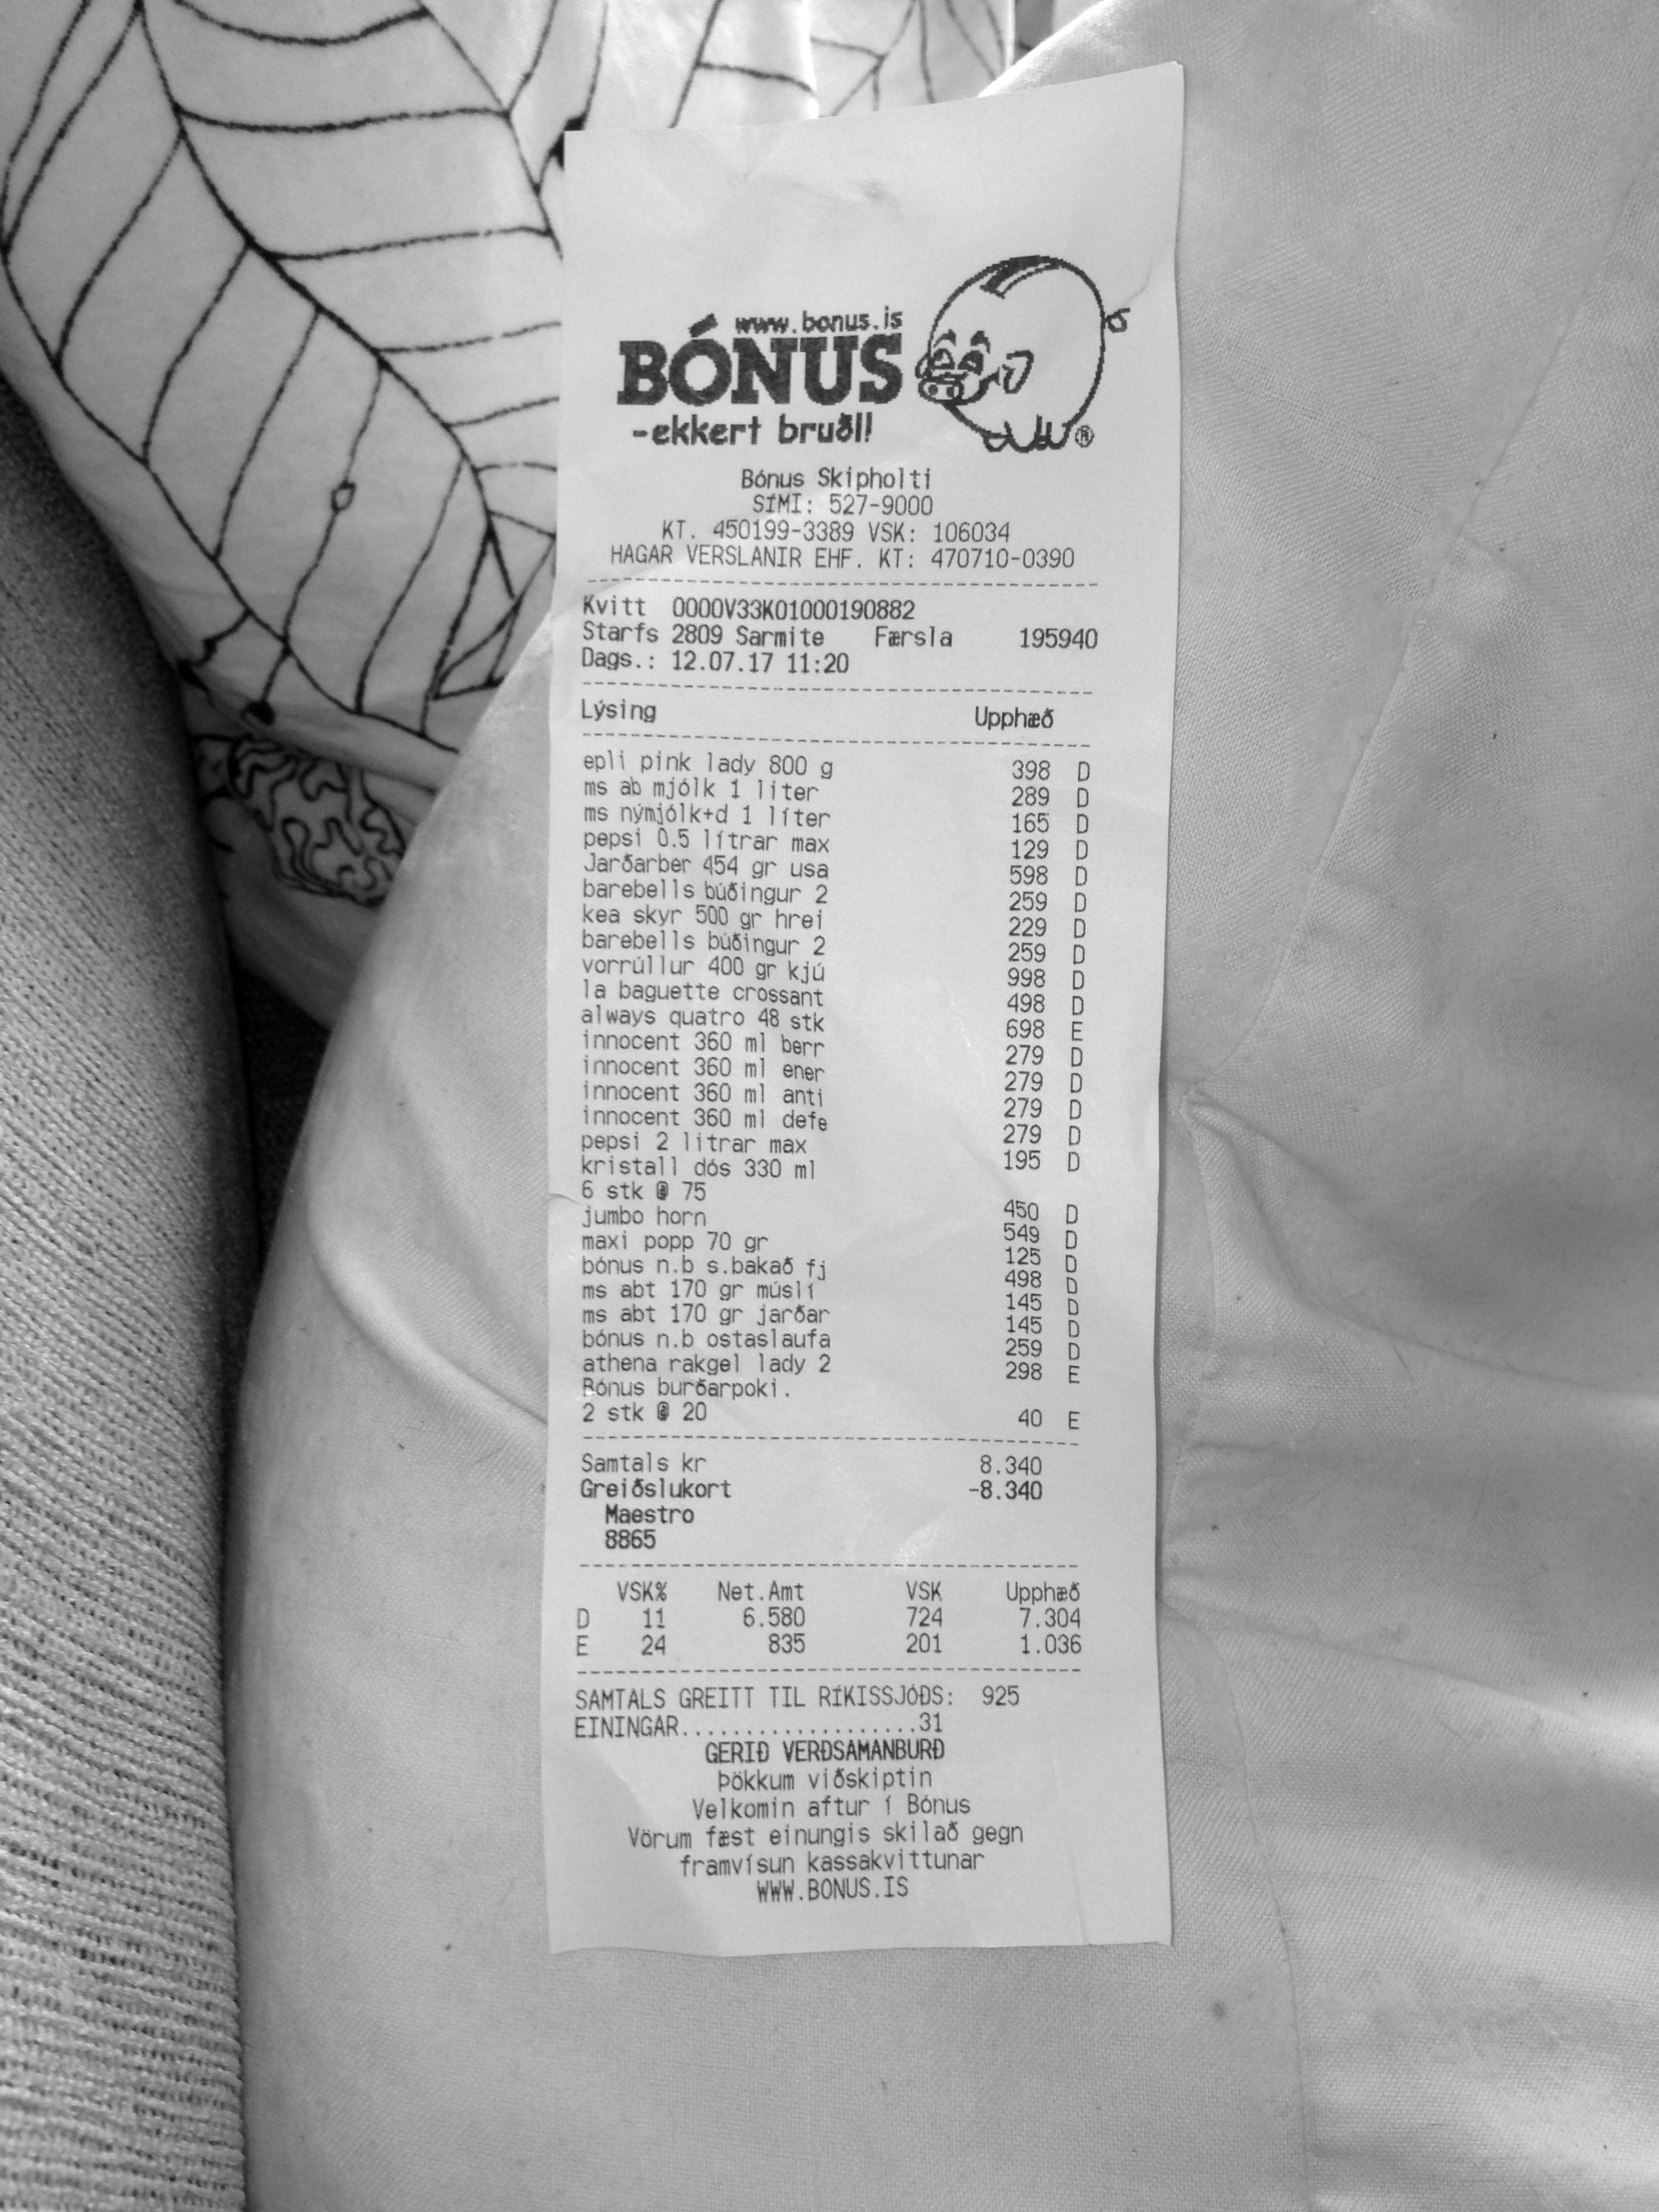 www.bonus.is
BÓNUS
-ekkert bruðl!
®
Bónus Skipholti
SÍMI: 527-9000
KT. 450199-3389 VSK: 106034
HAGAR VERSLANIR EHF. KT: 470710-0390
Kvitt 0000V33K01000190882
Starfs 2809 Sarmite Færsla 195940
Dags.: 12.07.17 11:20
Lýsing Upphæð
epli pink lady 800 g 398 D
ms ab mjólk 1 liter 289 D
ms nýmjólk+d 1 líter 165 D
pepsi 0.5 lítrar max 129 D
Jarðarber 454 gr usa 598 D
barebells búðingur 2 259 D
kea skyr 500 gr hrei 229 D
barebells búðingur 2 259 D
vorrúllur 400 gr kjú 998 D
la baguette crossant 498 D
always quatro 48 stk 698 E
innocent 360 ml berr 279 D
innocent 360 ml ener 279 D
innocent 360 ml anti 279 D
innocent 360 ml defe 279 D
pepsi 2 litrar max 195 D
kristall dós 330 ml
6 stk @ 75 450 D
jumbo horn 549 D
maxi popp 70 gr 125 D
bónus n.b s.bakað fj 498 D
ms abt 170 gr múslí 145 D
ms abt 170 gr jarðar 145 D
bónus n.b ostaslaufa 259 D
athena rakgel lady 2 298 E
Bónus burðarpoki.
2 stk @ 20 40 E
Samtals kr 8.340
Greiðslukort -8.340
Maestro
8865
VSK% Net.Amt VSK Upphæð
D 11 6.580 724 7.304
E 24 835 201 1.036
SAMTALS GREITT TIL RÍKISSJÓÐS: 925
EININGAR...................31
GERIÐ VERÐSAMANBURÐ
Þökkum viðskiptin
Velkomin aftur í Bónus
Vörum fæst einungis skilað gegn
framvísun kassakvittunar
WWW.BONUS.IS